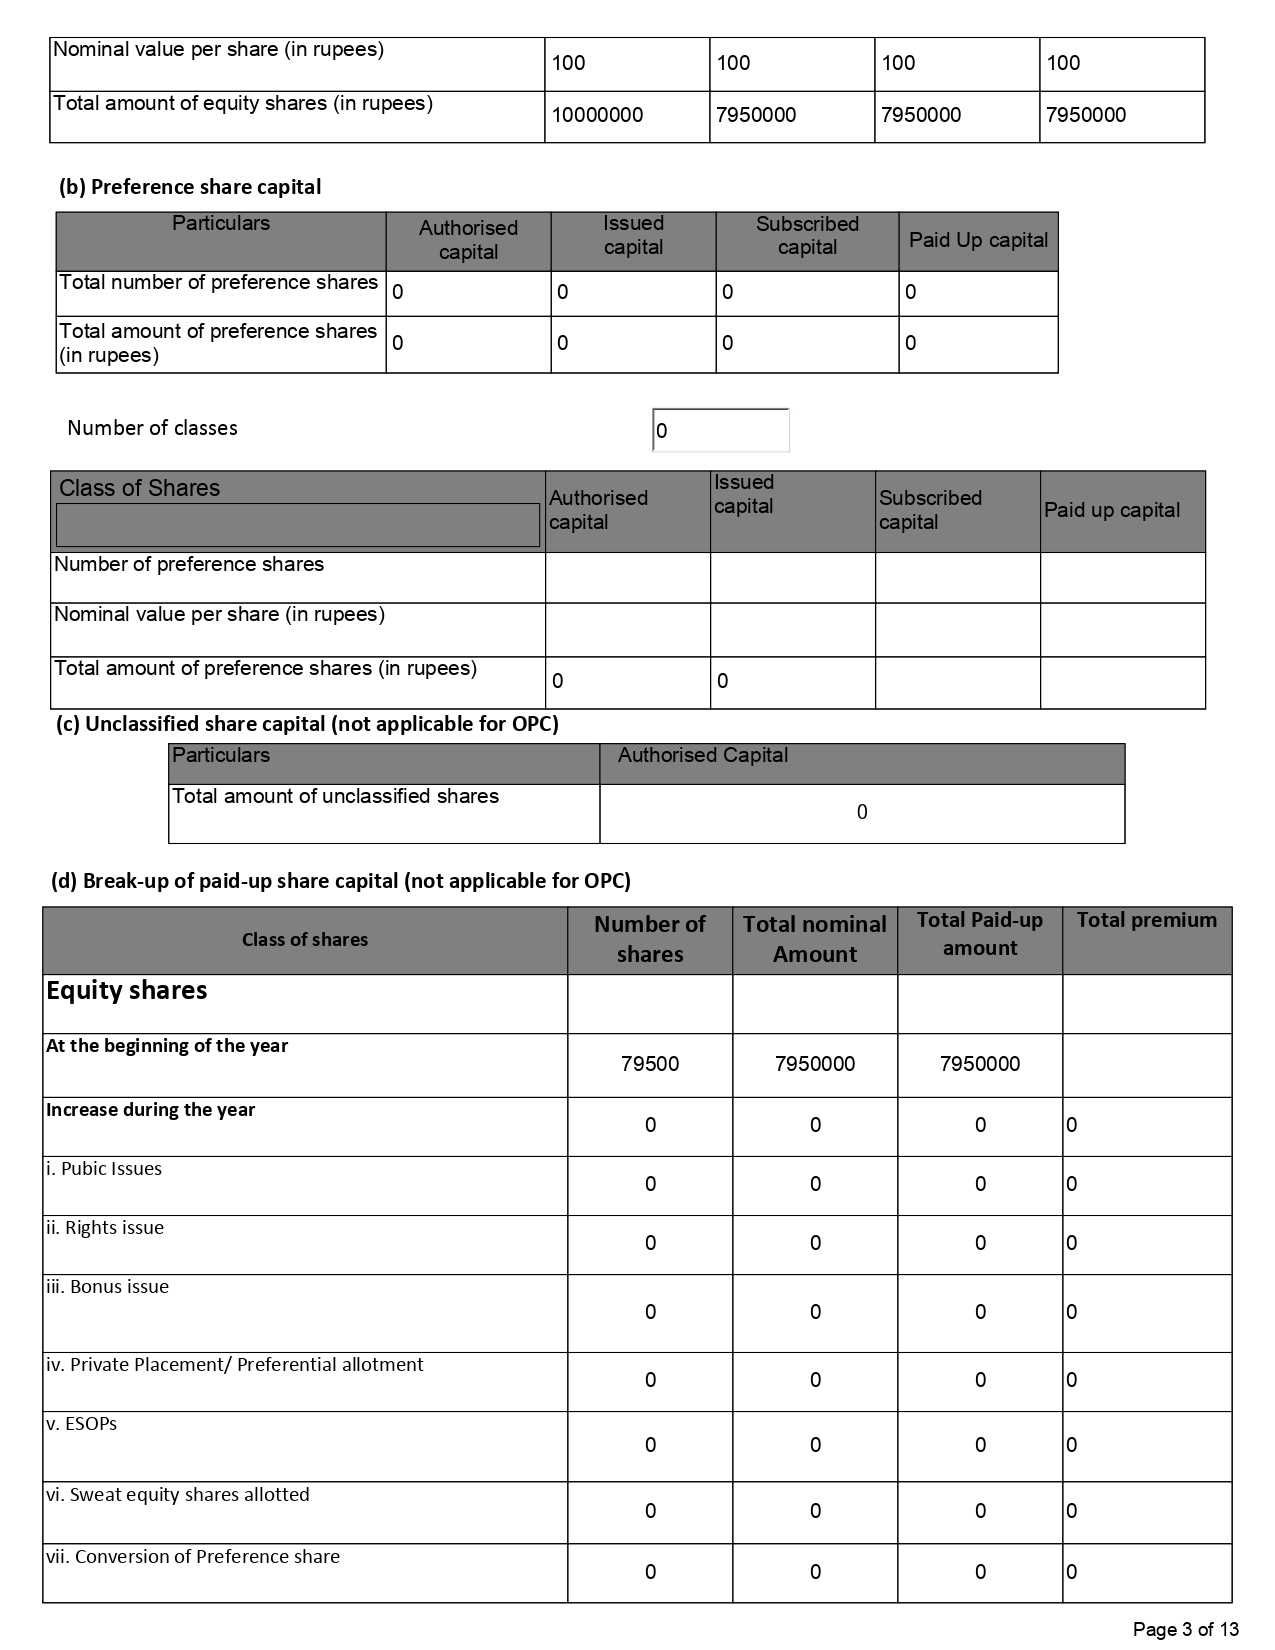 Nominal value per share (in rupees) 100 100 100 100
Total amount of equity shares (in rupees) 10000000 7950000 7950000 7950000
(b) Preference share capital
Particulars Authorised capital Issued capital Subscribed capital Paid Up capital
Total number of preference shares 0 0 0 0
Total amount of preference shares (in rupees) 0 0 0 0
Number of classes 0
Class of Shares Authorised capital Issued capital Subscribed capital Paid up capital
Number of preference shares
Nominal value per share (in rupees)
Total amount of preference shares (in rupees) 0 0
(c) Unclassified share capital (not applicable for OPC)
Particulars Authorised Capital
Total amount of unclassified shares 0
(d) Break-up of paid-up share capital (not applicable for OPC)
Class of shares Number of shares Total nominal Amount Total Paid-up amount Total premium
Equity shares
At the beginning of the year 79500 7950000 7950000
Increase during the year 0 0 0 0
i. Pubic Issues 0 0 0 0
ii. Rights issue 0 0 0 0
iii. Bonus issue 0 0 0 0
iv. Private Placement/ Preferential allotment 0 0 0 0
v. ESOPs 0 0 0 0
vi. Sweat equity shares allotted 0 0 0 0
vii. Conversion of Preference share 0 0 0 0
Page 3 of 13